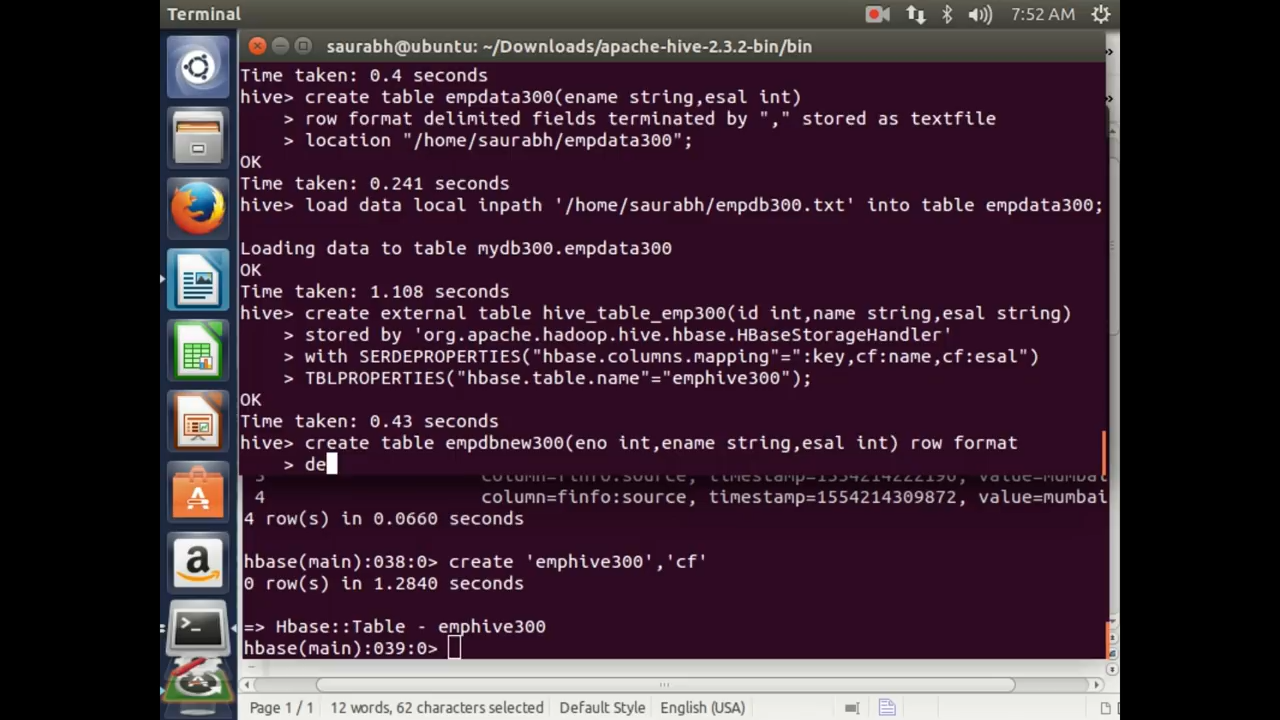 Terminal
7:52 AM
saurabh@ubuntu: ~/Downloads/apache-hive-2.3.2-bin/bin
Time taken: 0.4 seconds
hive> create table empdata300(ename string,esal int)
> row format delimited fields terminated by "," stored as textfile
> location "/home/saurabh/empdata300";
OK
Time taken: 0.241 seconds
hive> load data local inpath '/home/saurabh/empdb300.txt' into table empdata300;
Loading data to table mydb300.empdata300
OK
Time taken: 1.108 seconds
hive> create external table hive_table_emp300(id int,name string,esal string)
> stored by 'org.apache.hadoop.hive.hbase.HBaseStorageHandler'
> with SERDEPROPERTIES("hbase.columns.mapping"=":key,cf:name,cf:esal")
> TBLPROPERTIES("hbase.table.name"="emphive300");
OK
Time taken: 0.43 seconds
hive> create table empdbnew300(eno int,ename string,esal int) row format
> de
3 column=finfo:source, timestamp=1554214222196, value=mumbai
4 column=finfo:source, timestamp=1554214309872, value=mumbai
4 row(s) in 0.0660 seconds
hbase(main):038:0> create 'emphive300','cf'
0 row(s) in 1.2840 seconds
=> Hbase::Table - emphive300
hbase(main):039:0>
Page 1 / 1 12 words, 62 characters selected Default Style English (USA)